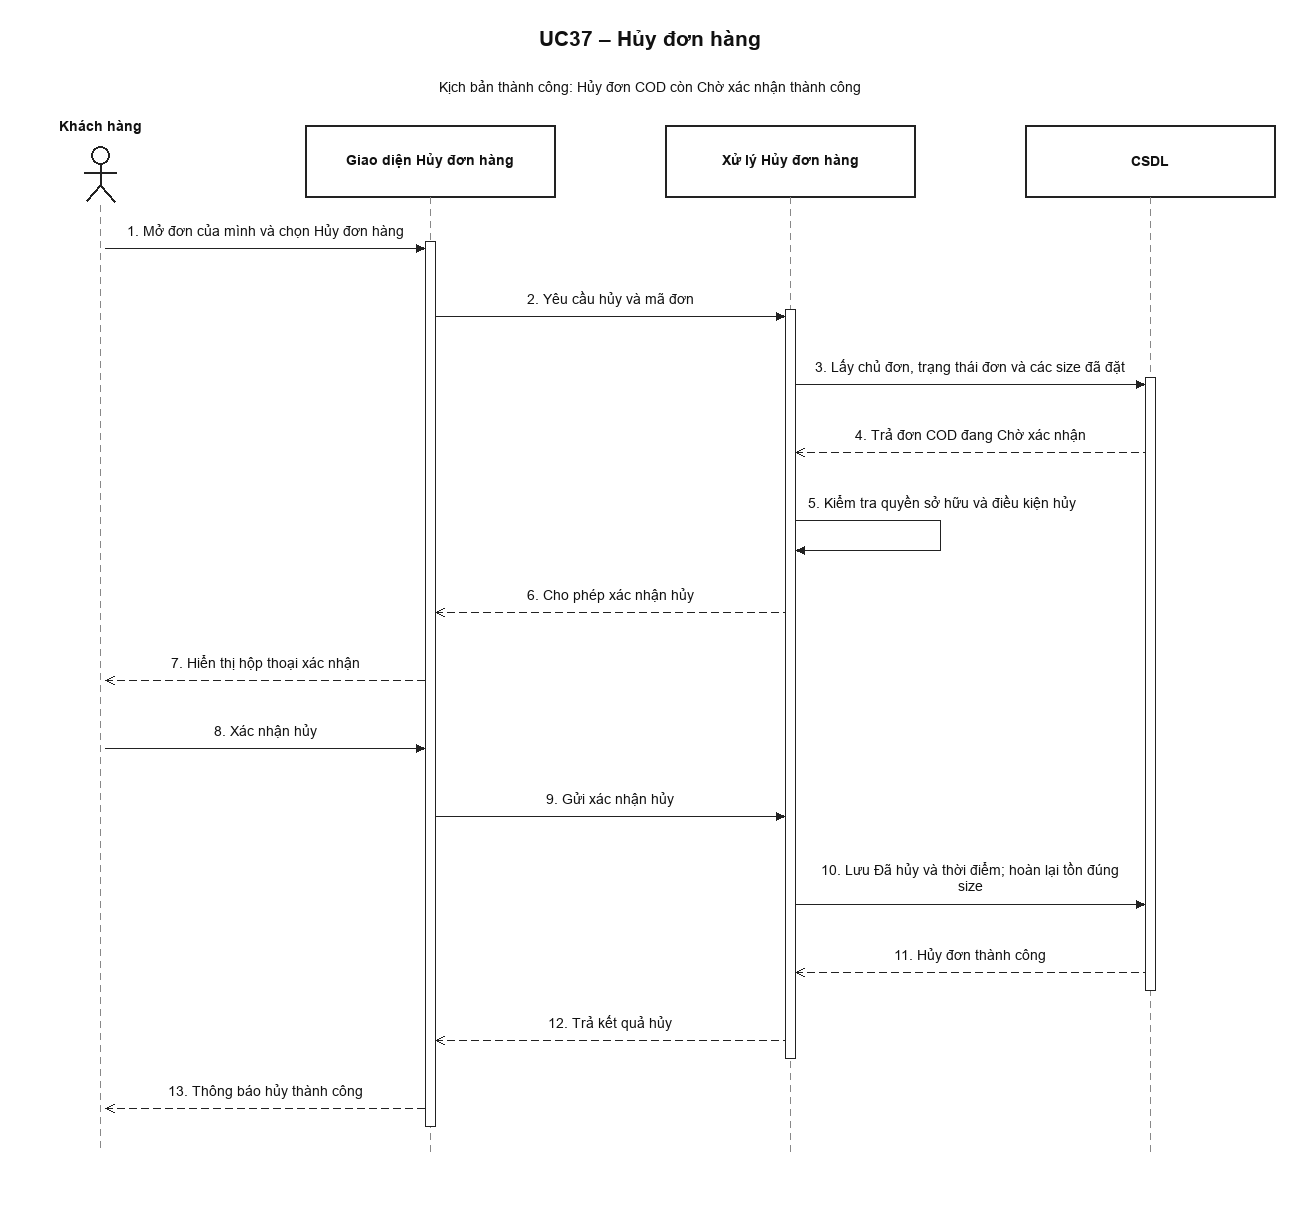 UC37 – Hủy đơn hàng
Kịch bản thành công: Hủy đơn COD còn Chờ xác nhận thành công
Khách hàng
Giao diện Hủy đơn hàng
Xử lý Hủy đơn hàng
CSDL
1. Mở đơn của mình và chọn Hủy đơn hàng
2. Yêu cầu hủy và mã đơn
3. Lấy chủ đơn, trạng thái đơn và các size đã đặt
4. Trả đơn COD đang Chờ xác nhận
5. Kiểm tra quyền sở hữu và điều kiện hủy
6. Cho phép xác nhận hủy
7. Hiển thị hộp thoại xác nhận
8. Xác nhận hủy
9. Gửi xác nhận hủy
10. Lưu Đã hủy và thời điểm; hoàn lại tồn đúng
size
11. Hủy đơn thành công
12. Trả kết quả hủy
13. Thông báo hủy thành công